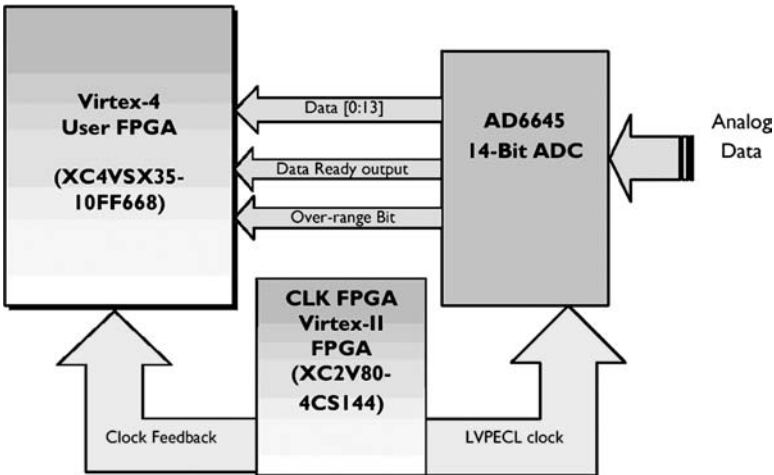 Virtex-4
User FPGA
(XC4VSX35-
10FF668)
Data [0:13]
Data Ready output
Over-range Bit
AD6645
14-Bit ADC
Analog
Data
CLK FPGA
Virtex-II
FPGA
(XC2V80-
4CS144)
Clock Feedback
LVPECL clock